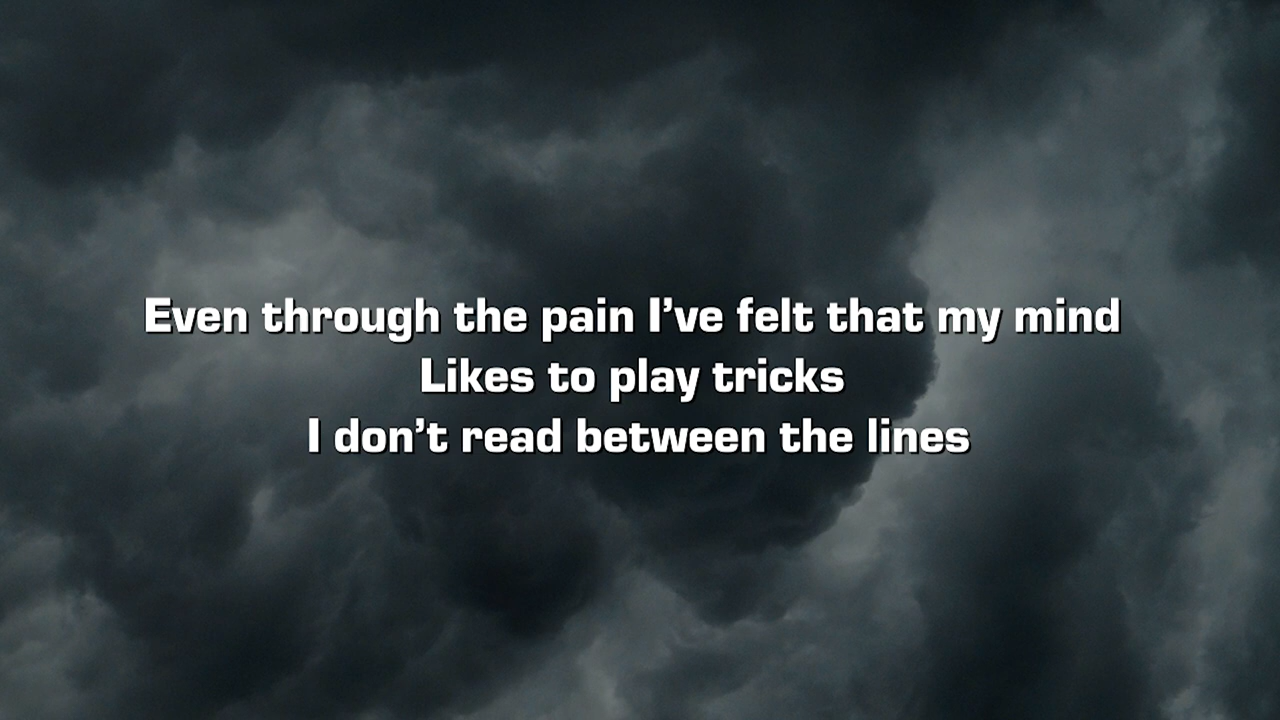 Even through the pain I’ve felt that my mind
Likes to play tricks
I don’t read between the lines